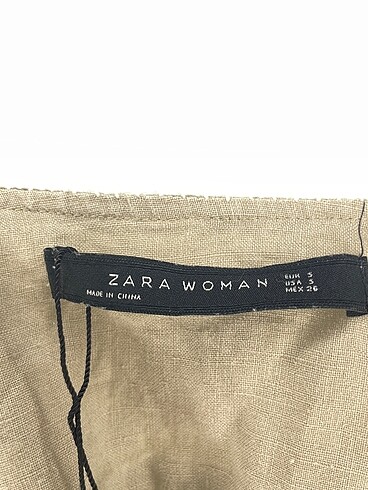 ZARA WOMAN
MADE IN CHINA
EUR S
USA S
MEX 26